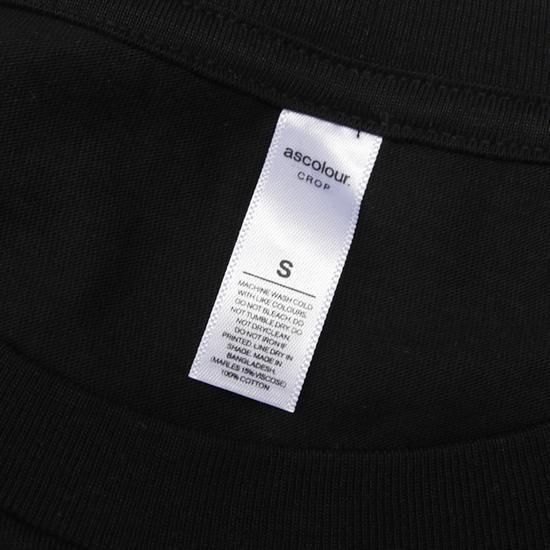 ascolour.
CROP
S
MACHINE WASH COLD
WITH LIKE COLOURS.
DO NOT BLEACH. DO
NOT TUMBLE DRY. DO
NOT DRYCLEAN.
DO NOT IRON IF
PRINTED. LINE DRY IN
SHADE. MADE IN
BANGLADESH.
(MARLES 15% VISCOSE)
100% COTTON